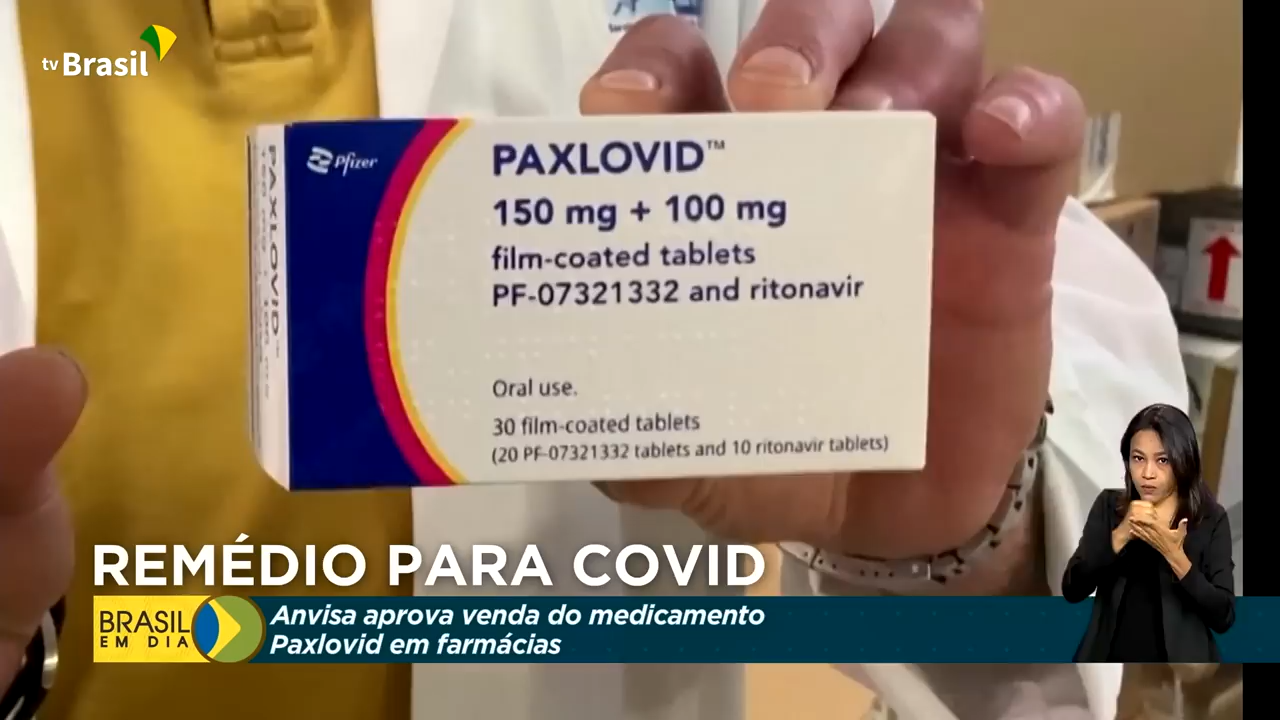 tv Brasil
Pfizer
PAXLOVID™
150 mg + 100 mg
film-coated tablets
PF-07321332 and ritonavir
Oral use.
30 film-coated tablets
(20 PF-07321332 tablets and 10 ritonavir tablets)
PAXLOVID™
REMÉDIO PARA COVID
BRASIL
EM DIA
Anvisa aprova venda do medicamento
Paxlovid em farmácias